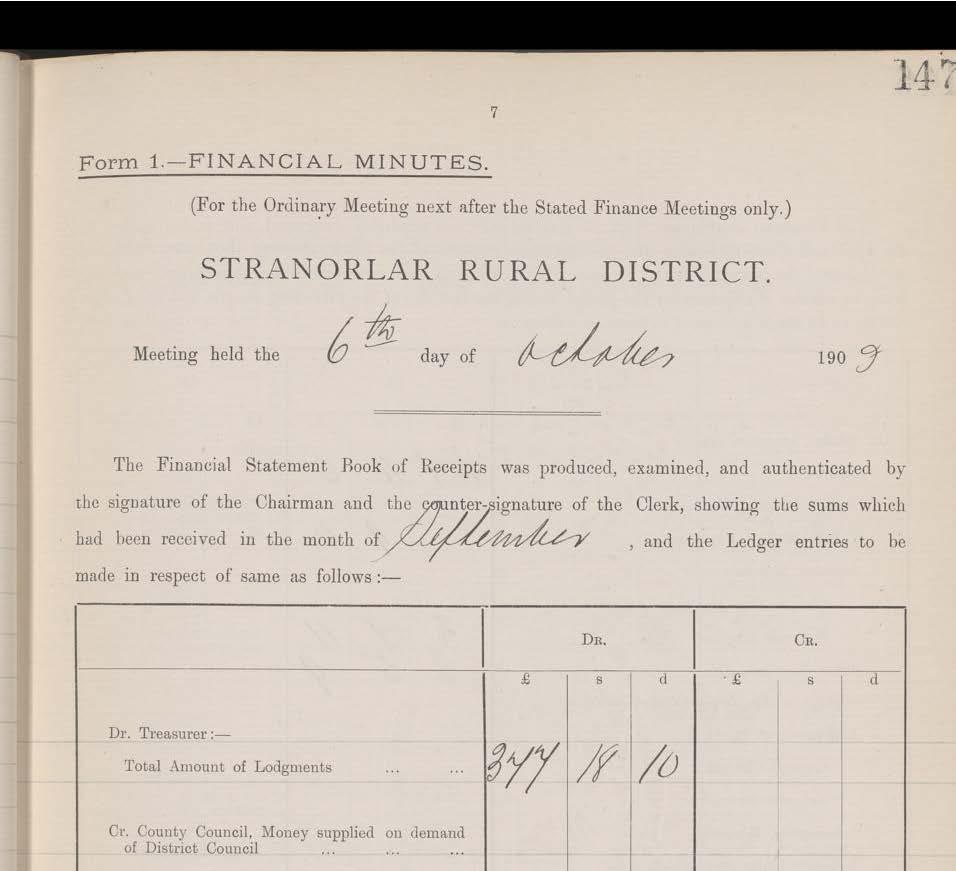 147
7
Form 1.—FINANCIAL MINUTES.
(For the Ordinary Meeting next after the Stated Finance Meetings only.)
STRANORLAR RURAL DISTRICT.
Meeting held the 6th day of October 1909
The Financial Statement Book of Receipts was produced, examined, and authenticated by
the signature of the Chairman and the counter-signature of the Clerk, showing the sums which
had been received in the month of September , and the Ledger entries to be
made in respect of same as follows:—
DR. CR.
£ s d £ s d
Dr. Treasurer:—
Total Amount of Lodgments ... ... 377 18 10
Cr. County Council, Money supplied on demand
of District Council ... ... ...